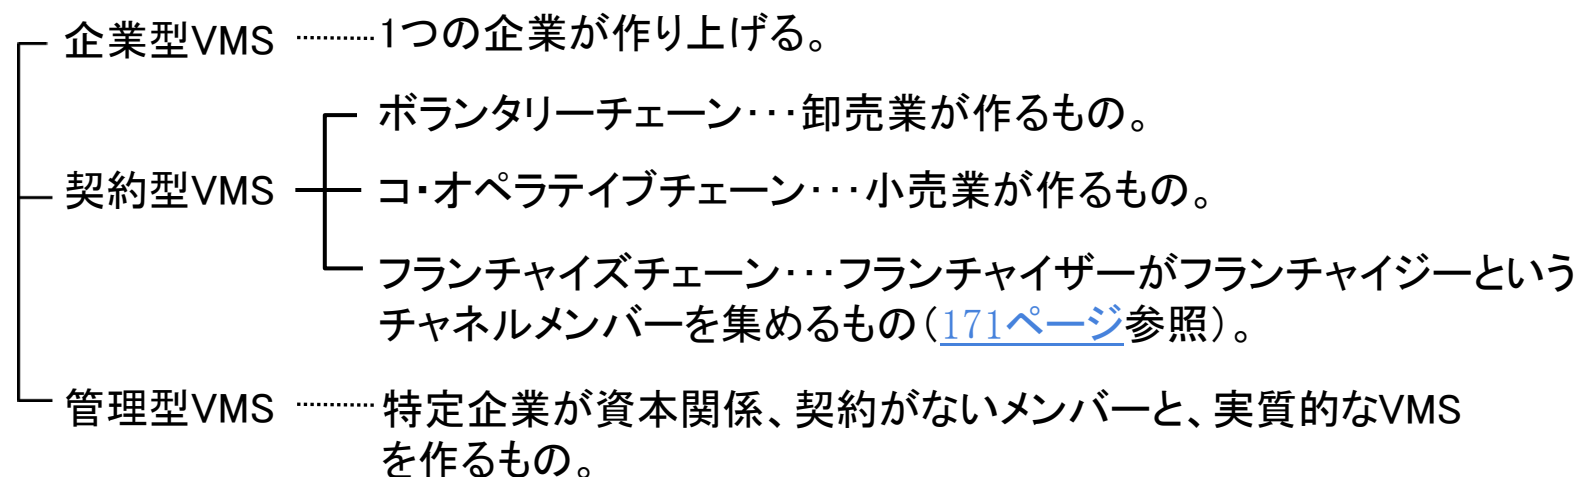 企業型VMS …………1つの企業が作り上げる。
ボランタリーチェーン･･･卸売業が作るもの。
契約型VMS
コ・オペラテイブチェーン･･･小売業が作るもの。
フランチャイズチェーン･･･フランチャイザーがフランチャイジーという
チャネルメンバーを集めるもの（171ページ参照）。
管理型VMS …………特定企業が資本関係、契約がないメンバーと、実質的なVMS
を作るもの。